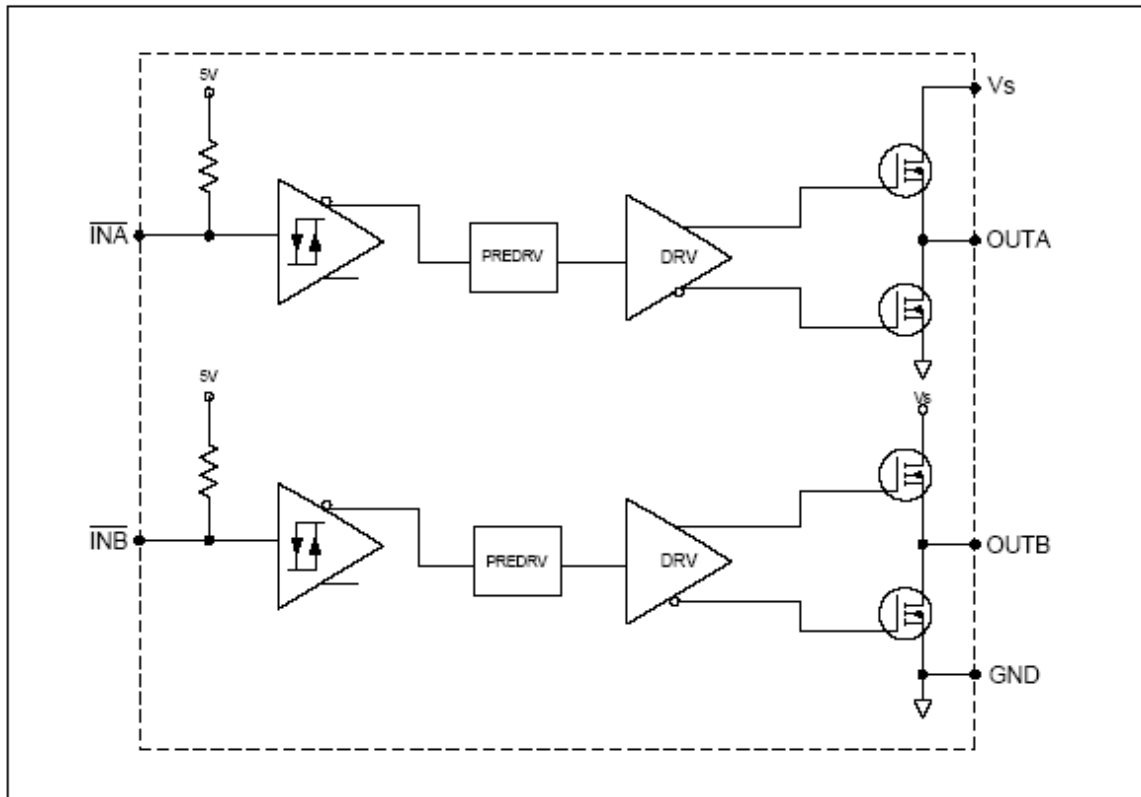 5V
Vs
INA
PREDRV
DRV
OUTA
5V
Vs
INB
PREDRV
DRV
OUTB
GND